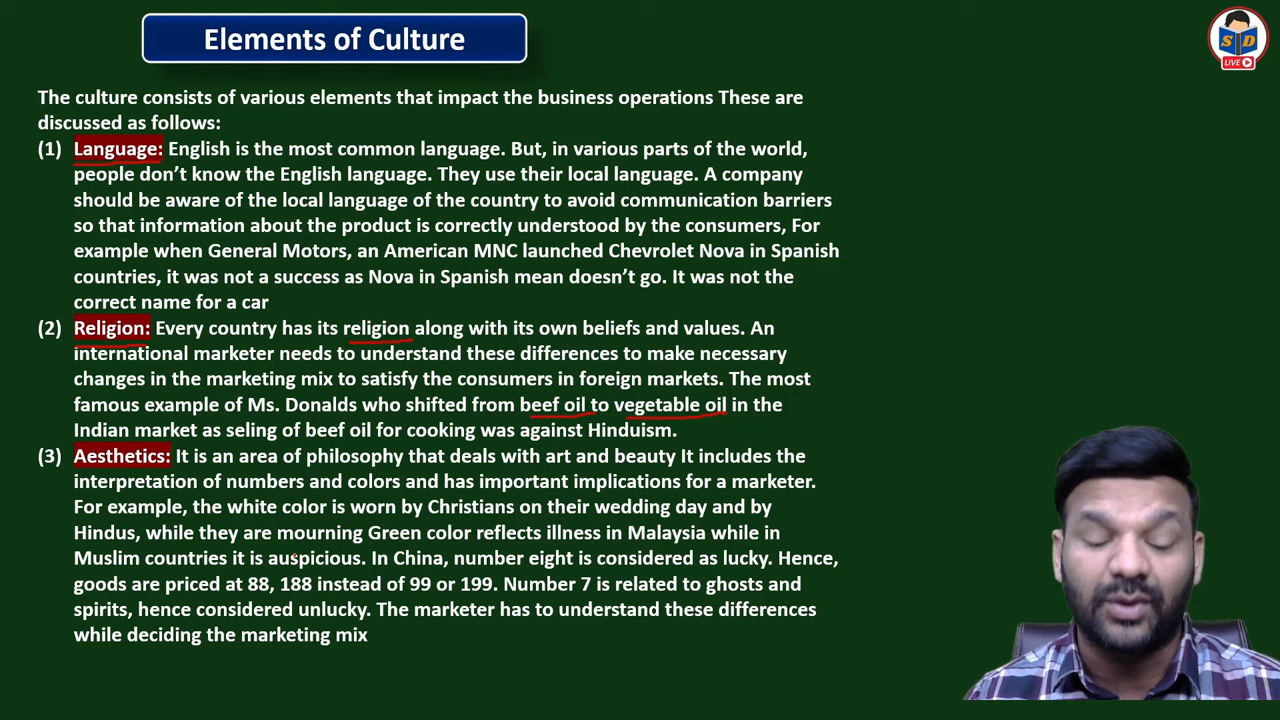 Elements of Culture
S D
LIVE
The culture consists of various elements that impact the business operations These are
discussed as follows:
(1) Language: English is the most common language. But, in various parts of the world,
people don’t know the English language. They use their local language. A company
should be aware of the local language of the country to avoid communication barriers
so that information about the product is correctly understood by the consumers, For
example when General Motors, an American MNC launched Chevrolet Nova in Spanish
countries, it was not a success as Nova in Spanish mean doesn’t go. It was not the
correct name for a car
(2) Religion: Every country has its religion along with its own beliefs and values. An
international marketer needs to understand these differences to make necessary
changes in the marketing mix to satisfy the consumers in foreign markets. The most
famous example of Ms. Donalds who shifted from beef oil to vegetable oil in the
Indian market as seling of beef oil for cooking was against Hinduism.
(3) Aesthetics: It is an area of philosophy that deals with art and beauty It includes the
interpretation of numbers and colors and has important implications for a marketer.
For example, the white color is worn by Christians on their wedding day and by
Hindus, while they are mourning Green color reflects illness in Malaysia while in
Muslim countries it is auspicious. In China, number eight is considered as lucky. Hence,
goods are priced at 88, 188 instead of 99 or 199. Number 7 is related to ghosts and
spirits, hence considered unlucky. The marketer has to understand these differences
while deciding the marketing mix